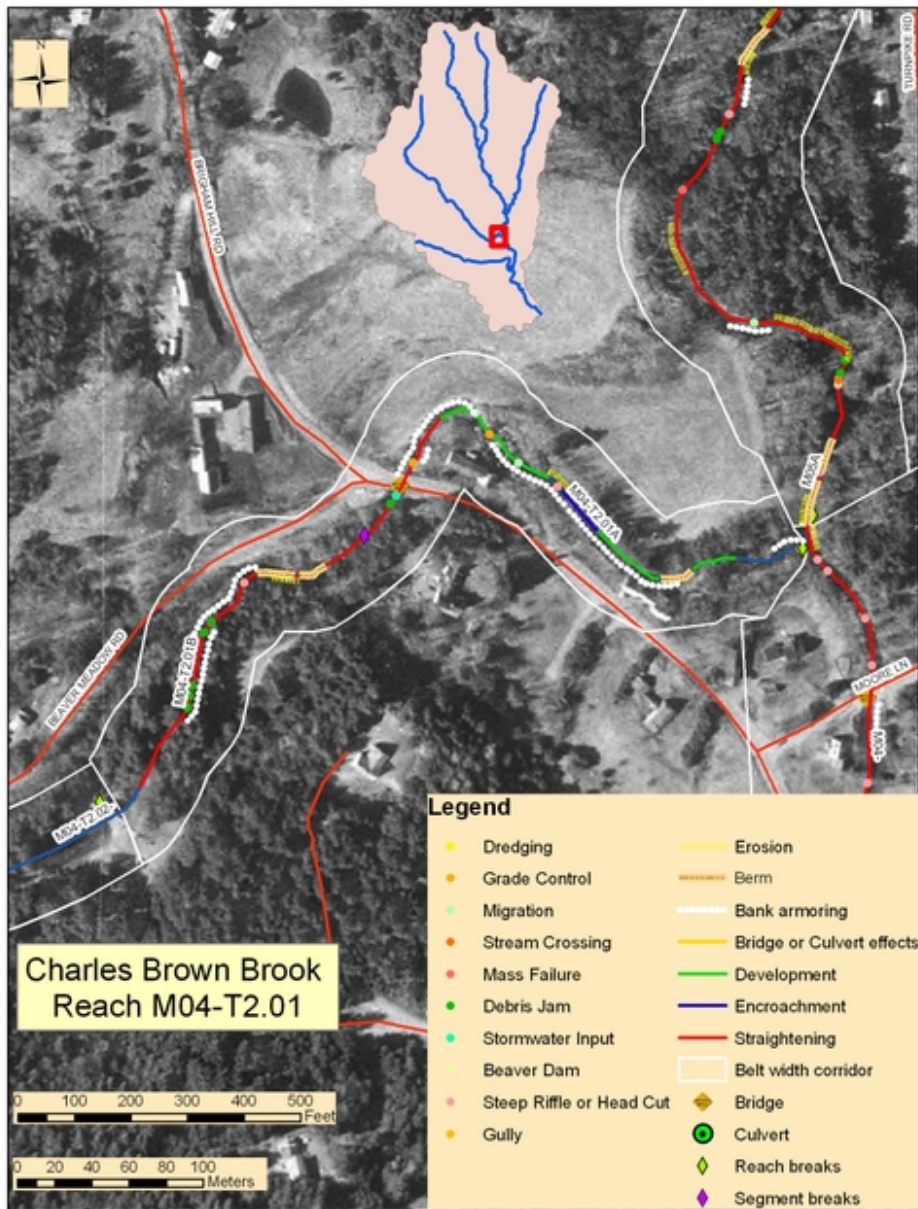 N
TURNPIKE RD
BRIGHAM HILL RD
M05A
M04-T2.01A
BEAVER MEADOW RD
M04-T2.01B
MOORE LN
M04-
M04-T2.02-
Charles Brown Brook
Reach M04-T2.01
0 100 200 300 400 500
Feet
0 20 40 60 80 100
Meters
Legend
Dredging
Grade Control
Migration
Stream Crossing
Mass Failure
Debris Jam
Stormwater Input
Beaver Dam
Steep Riffle or Head Cut
Gully
Erosion
Berm
Bank armoring
Bridge or Culvert effects
Development
Encroachment
Straightening
Belt width corridor
Bridge
Culvert
Reach breaks
Segment breaks